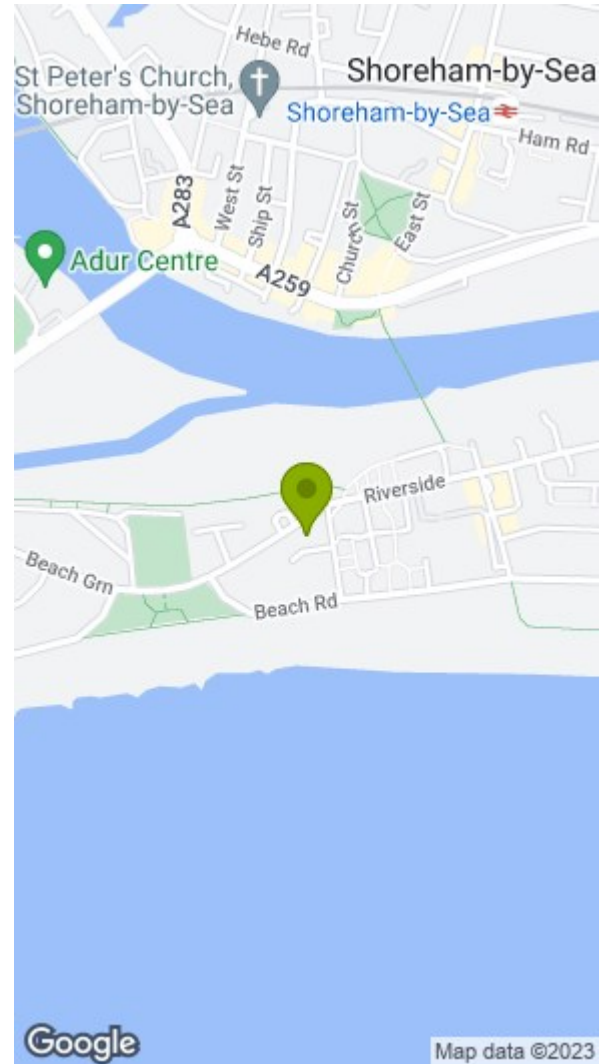 Hebe Rd
Shoreham-by-Sea
St Peter's Church,
Shoreham-by-Sea
Shoreham-by-Sea
Ham Rd
A283
West St
Ship St
Church St
East St
Adur Centre
A259
Riverside
Beach Grn
Beach Rd
Google
Map data ©2023